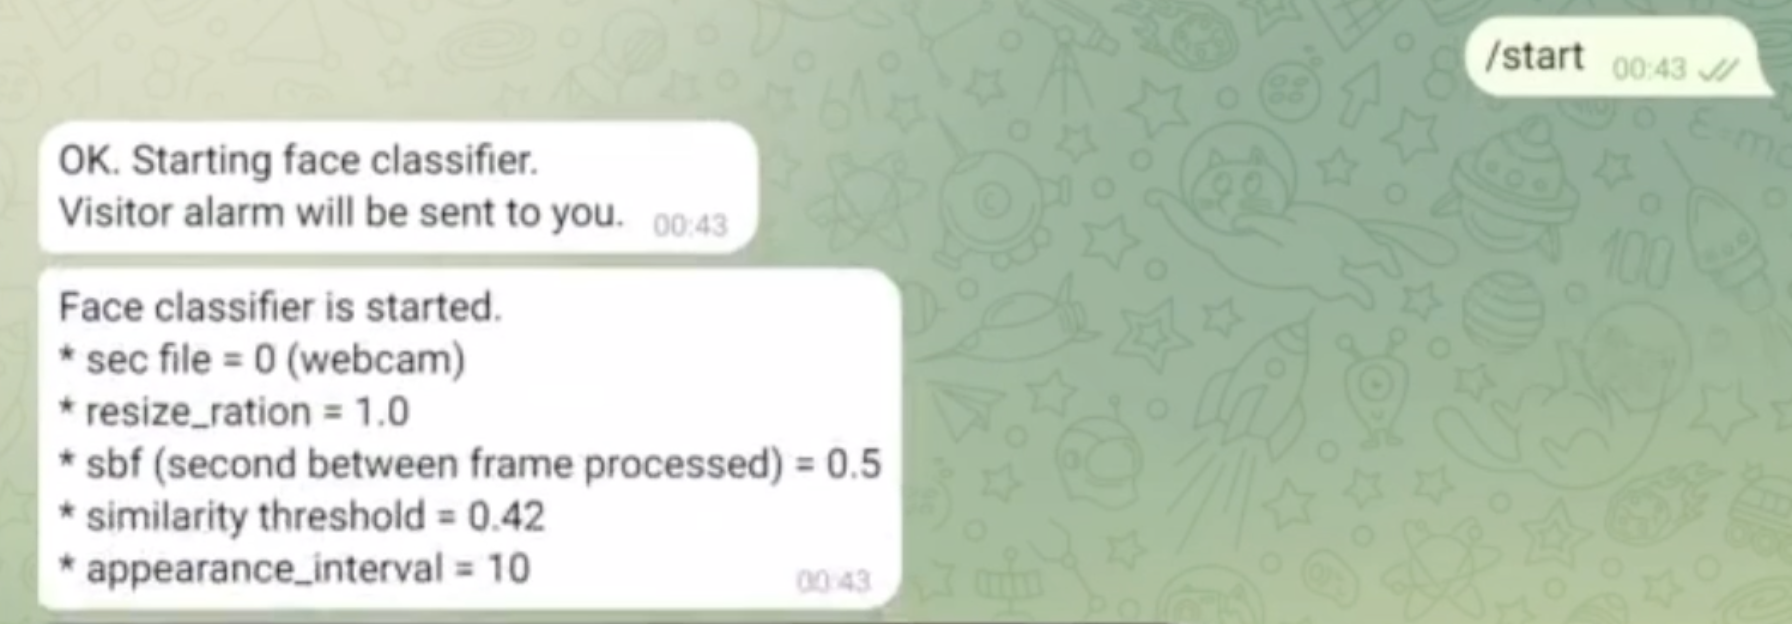 /start 00:43
OK. Starting face classifier.
Visitor alarm will be sent to you. 00:43
Face classifier is started.
* sec file = 0 (webcam)
* resize_ration = 1.0
* sbf (second between frame processed) = 0.5
* similarity threshold = 0.42
* appearance_interval = 10 00:43